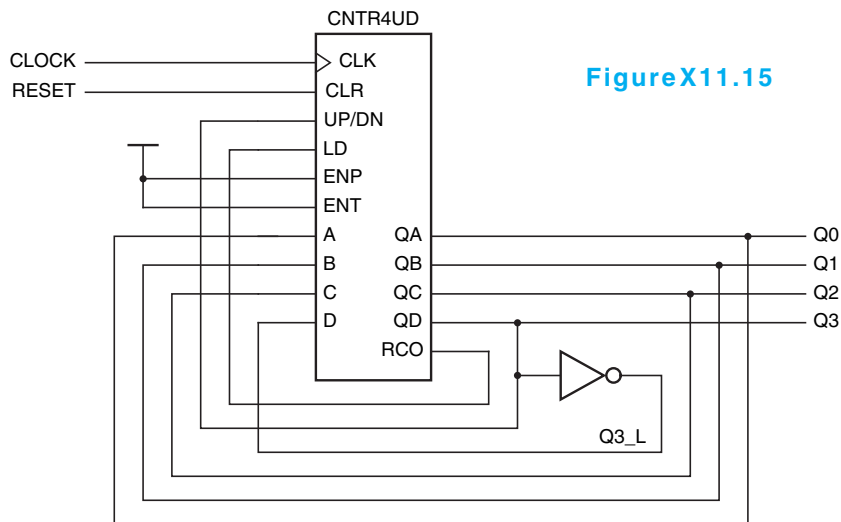 CNTR4UD
CLOCK
CLK
RESET
CLR
FigureX11.15
UP/DN
LD
ENP
ENT
A QA Q0
B QB Q1
C QC Q2
D QD Q3
RCO
Q3_L